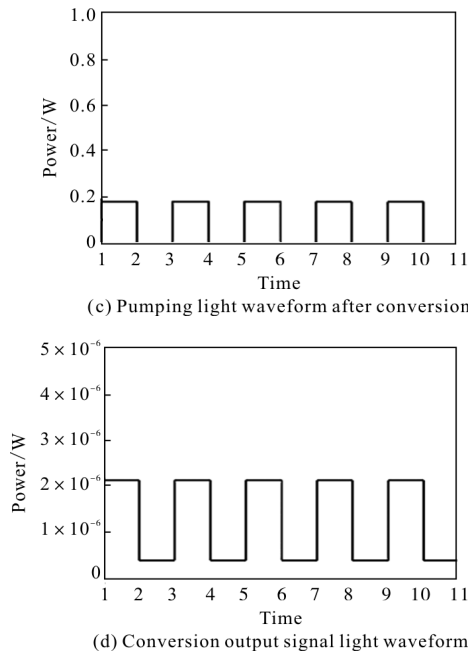 1.0
0.8
0.6
0.4
0.2
0
Power/W
1 2 3 4 5 6 7 8 9 10 11
Time
(c) Pumping light waveform after conversion
5 × 10⁻⁶
4 × 10⁻⁶
3 × 10⁻⁶
2 × 10⁻⁶
1 × 10⁻⁶
0
Power/W
1 2 3 4 5 6 7 8 9 10 11
Time
(d) Conversion output signal light waveform